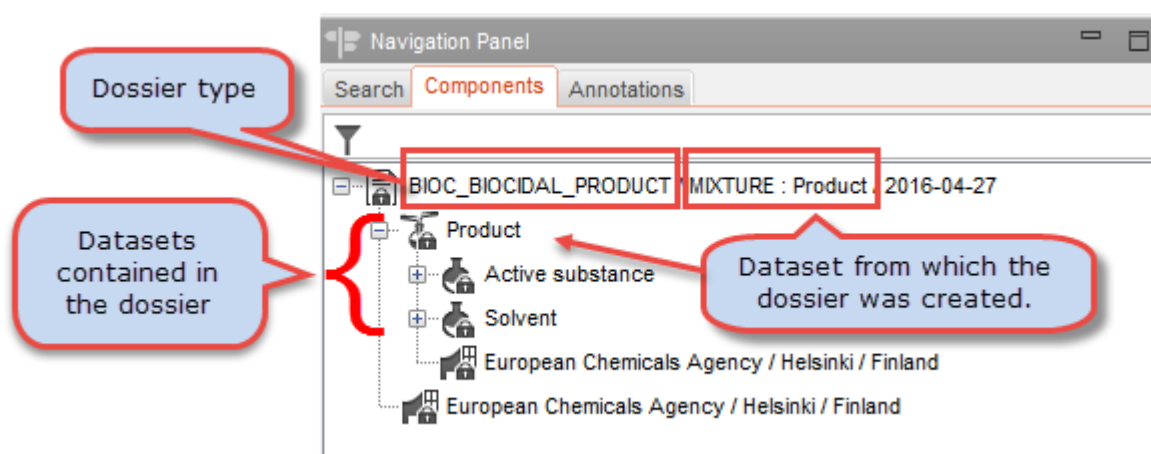 Navigation Panel
Dossier type
Search Components Annotations
BIOC_BIOCIDAL_PRODUCT / MIXTURE : Product / 2016-04-27
Datasets
contained in
the dossier
Product
Active substance
Solvent
Dataset from which the
dossier was created.
European Chemicals Agency / Helsinki / Finland
European Chemicals Agency / Helsinki / Finland